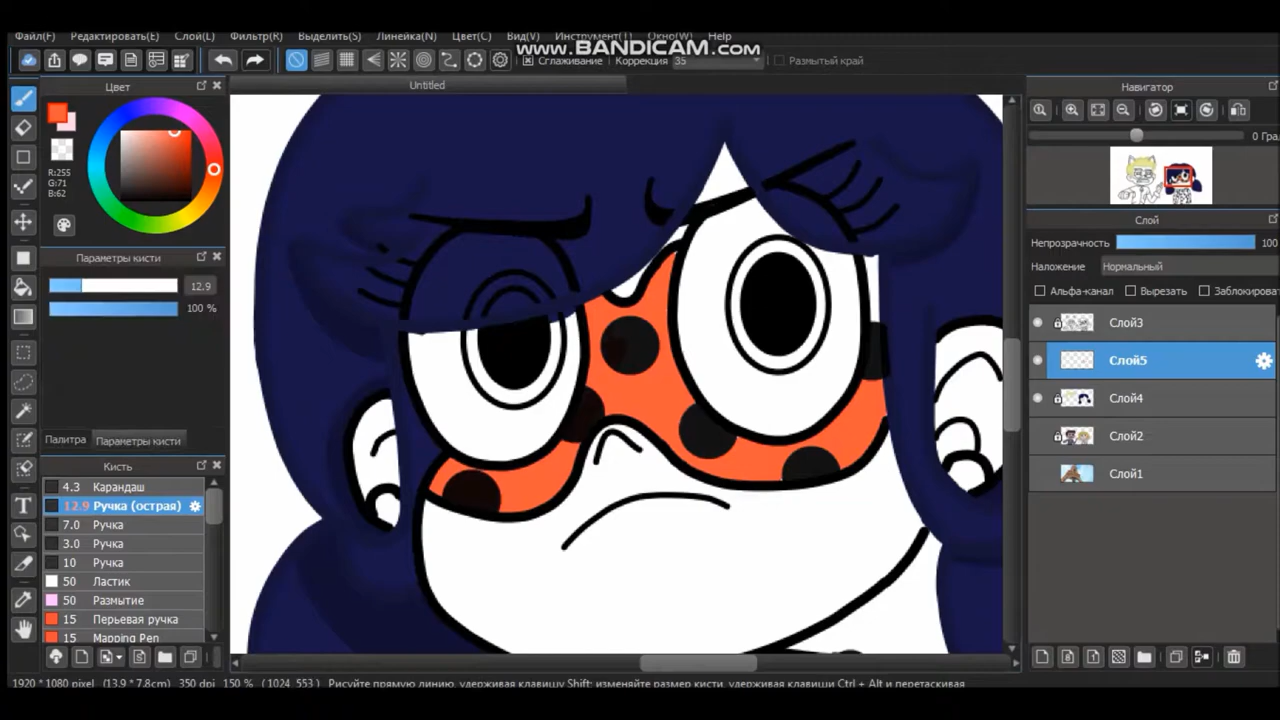 Файл(F) Редактировать(E) Слой(L) Фильтр(R) Выделить(S) Линейка(N) Цвет(C) Вид(V) Инструмент(T) Окно(W) Help
www.BANDICAM.com
Сглаживание Коррекция 35 Размытый край
Цвет
Untitled
Навигатор
R:255
G:71
B:62
0 Гра
Слой
Непрозрачность 100
Параметры кисти
Наложение Нормальный
12.9
Альфа-канал Вырезать Заблокироват
100 %
Слой3
Слой5
Слой4
Слой2
Палитра Параметры кисти
Кисть
Слой1
4.3 Карандаш
12.9 Ручка (острая)
7.0 Ручка
3.0 Ручка
10 Ручка
50 Ластик
50 Размытие
15 Перьевая ручка
15 Mapping Pen
1920 * 1080 pixel (13.9 * 7.8cm) 350 dpi 150 % ( 1024 553 ) Рисуйте прямую линию, удерживая клавишу Shift; изменяйте размер кисти, удерживая клавиши Ctrl + Alt и перетаскивая